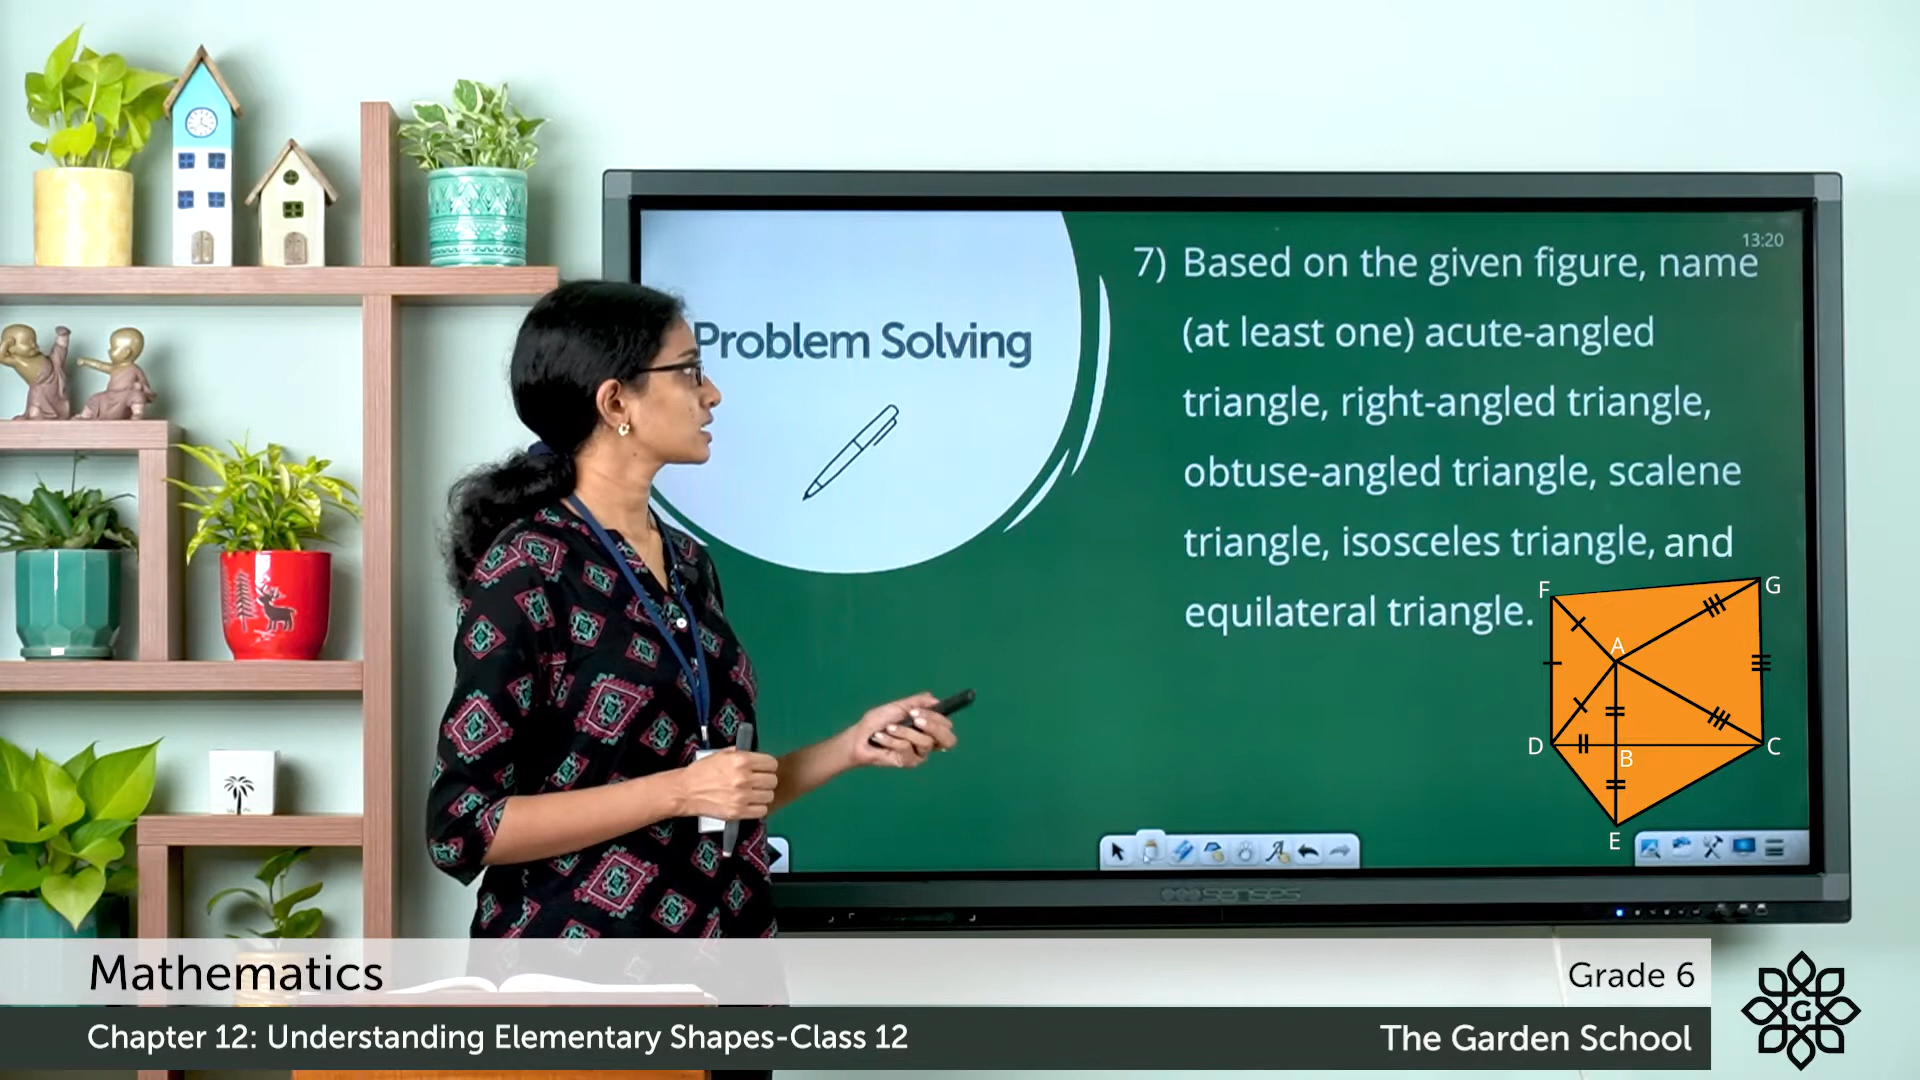 13:20
Problem Solving
7) Based on the given figure, name
(at least one) acute-angled
triangle, right-angled triangle,
obtuse-angled triangle, scalene
triangle, isosceles triangle, and
equilateral triangle.
F
G
A
D
B
C
E
senses
Mathematics
Grade 6
Chapter 12: Understanding Elementary Shapes-Class 12
The Garden School
G